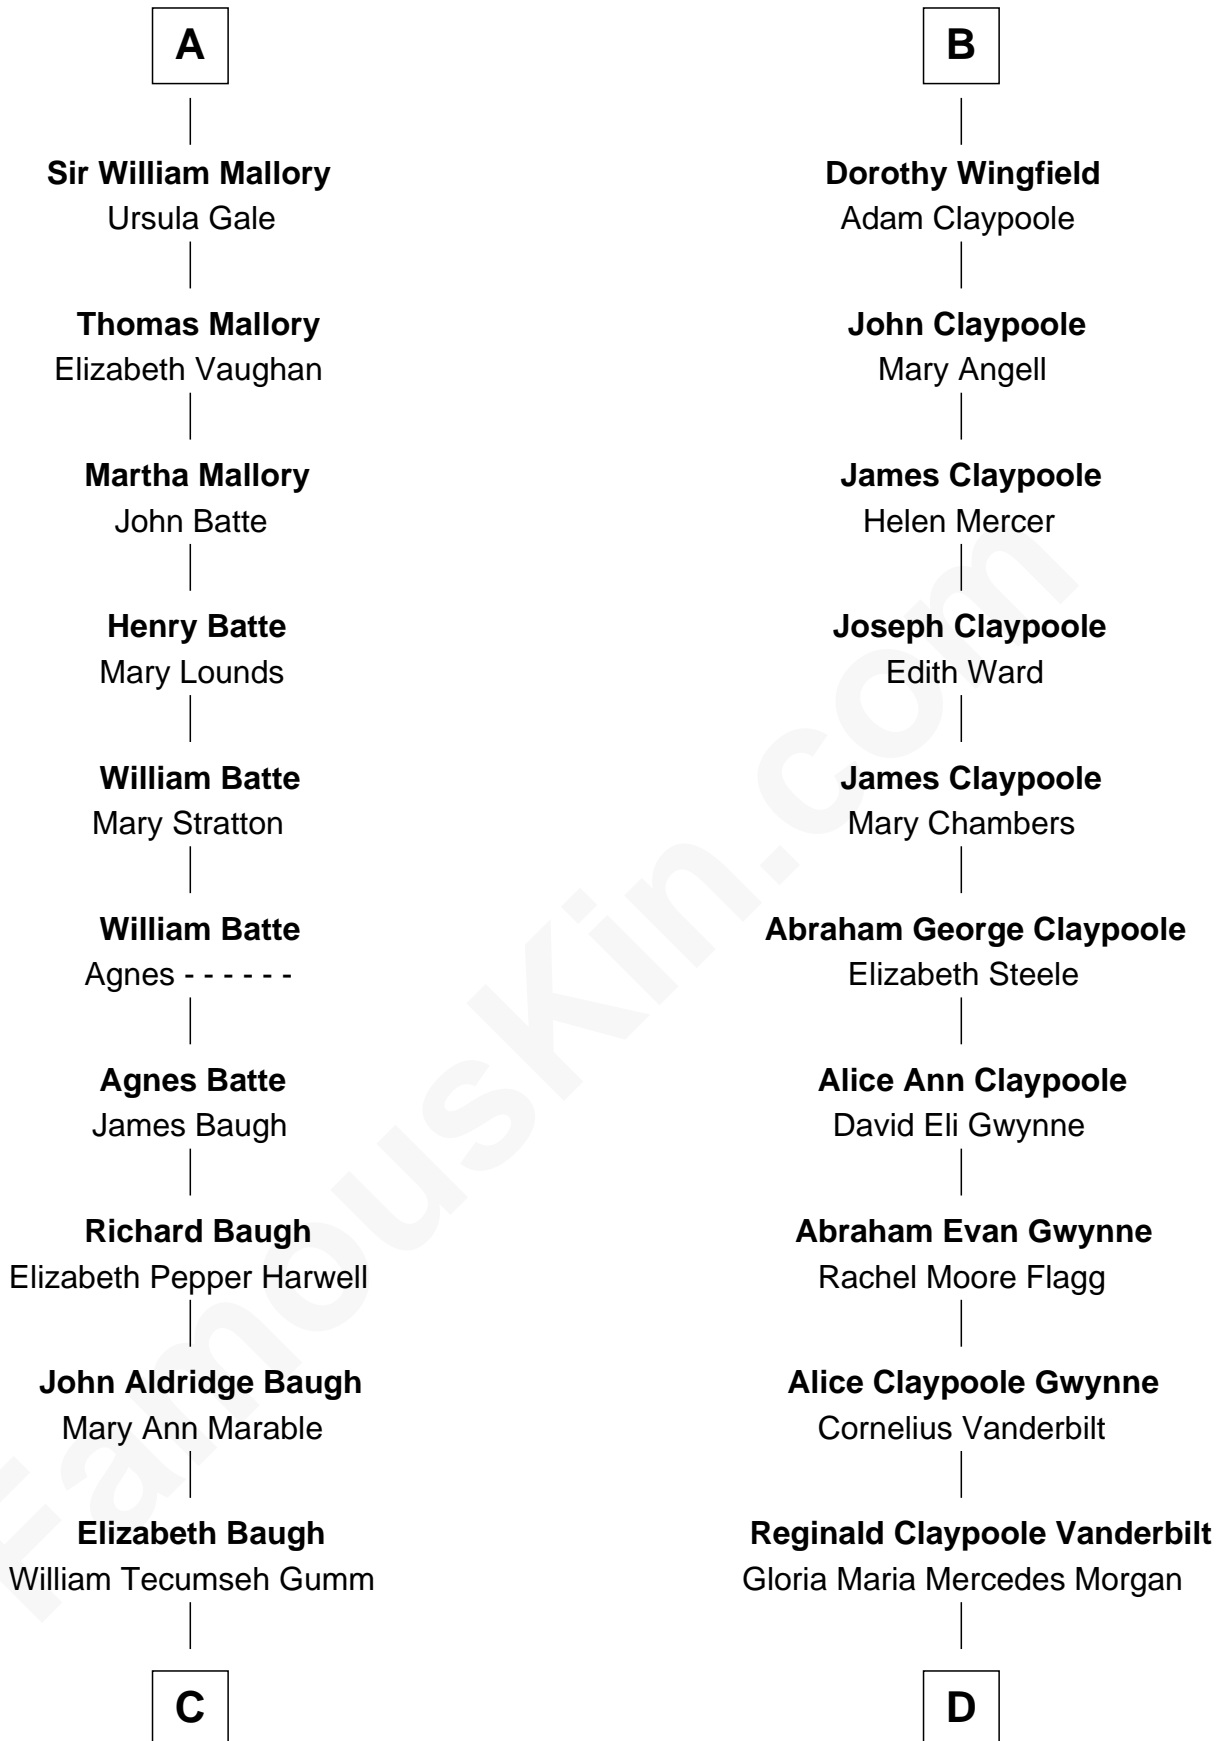 A
Sir William Mallory
Ursula Gale
Thomas Mallory
Elizabeth Vaughan
Martha Mallory
John Batte
Henry Batte
Mary Lounds
William Batte
Mary Stratton
William Batte
Agnes - - - - - -
Agnes Batte
James Baugh
Richard Baugh
Elizabeth Pepper Harwell
John Aldridge Baugh
Mary Ann Marable
Elizabeth Baugh
William Tecumseh Gumm
C
B
Dorothy Wingfield
Adam Claypoole
John Claypoole
Mary Angell
James Claypoole
Helen Mercer
Joseph Claypoole
Edith Ward
James Claypoole
Mary Chambers
Abraham George Claypoole
Elizabeth Steele
Alice Ann Claypoole
David Eli Gwynne
Abraham Evan Gwynne
Rachel Moore Flagg
Alice Claypoole Gwynne
Cornelius Vanderbilt
Reginald Claypoole Vanderbilt
Gloria Maria Mercedes Morgan
D
FamousKin.com